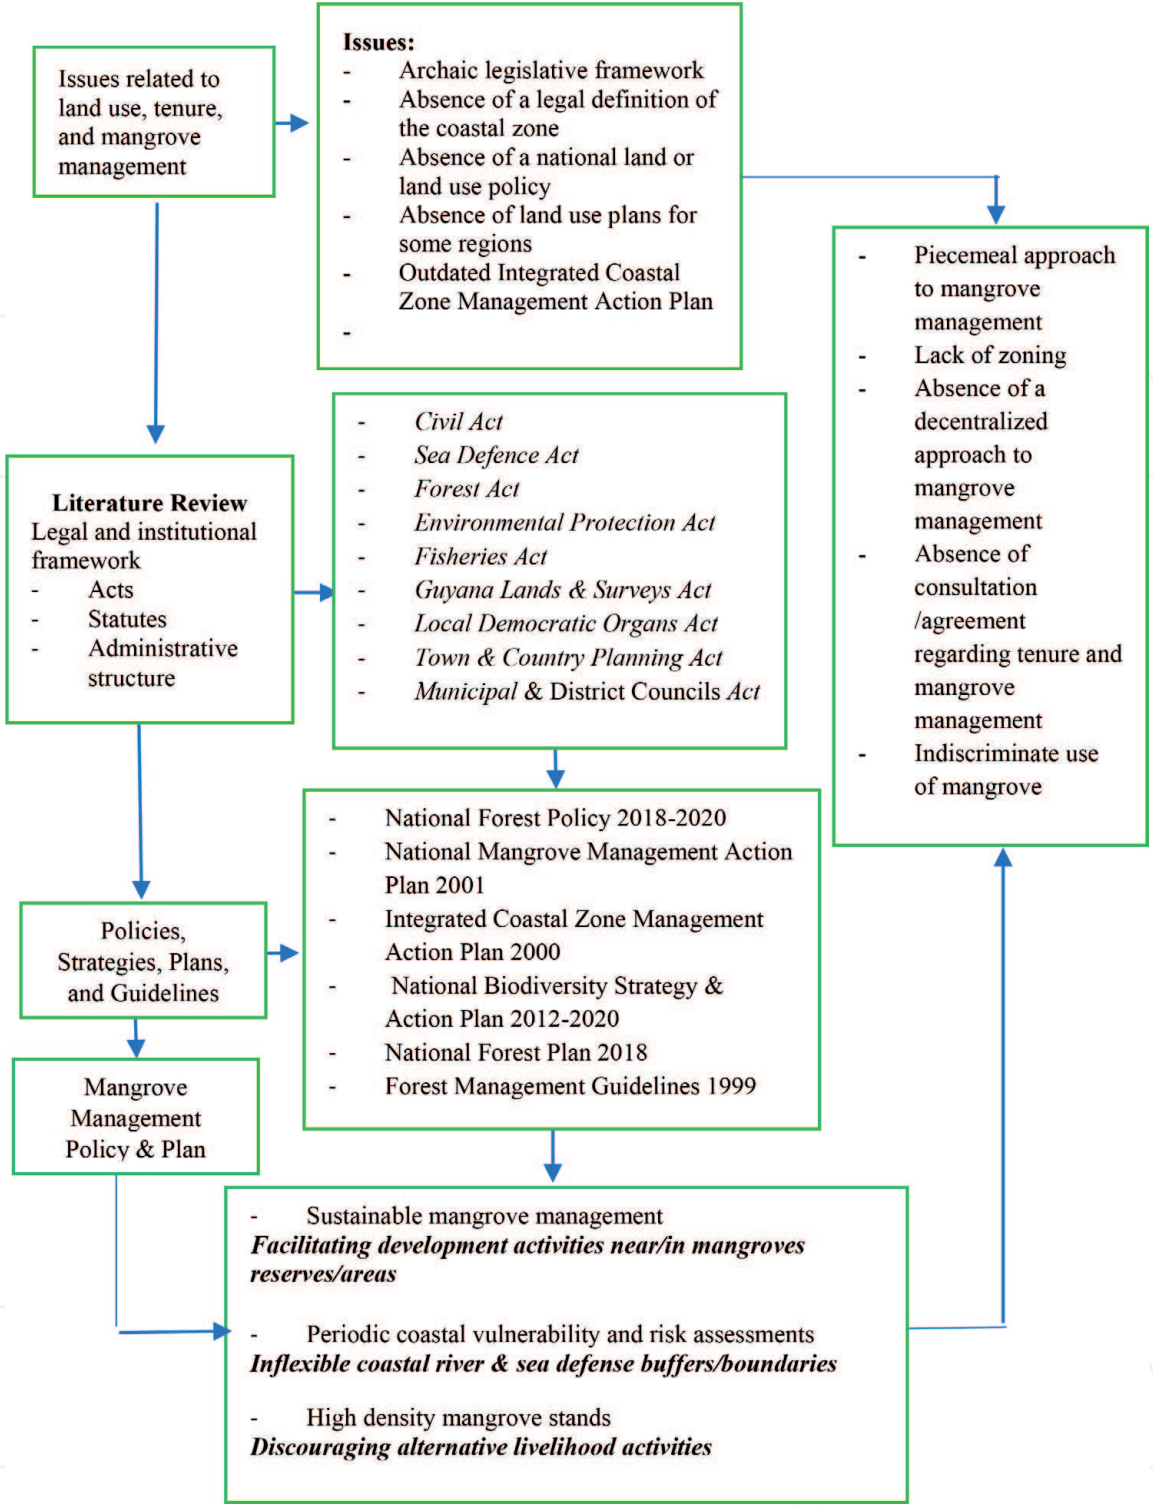 Issues related to
land use, tenure,
and mangrove
management
Issues:
- Archaic legislative framework
- Absence of a legal definition of
the coastal zone
- Absence of a national land or
land use policy
- Absence of land use plans for
some regions
- Outdated Integrated Coastal
Zone Management Action Plan
-
- Piecemeal approach
to mangrove
management
- Lack of zoning
- Absence of a
decentralized
approach to
mangrove
management
- Absence of
consultation
/agreement
regarding tenure and
mangrove
management
- Indiscriminate use
of mangrove
Literature Review
Legal and institutional
framework
- Acts
- Statutes
- Administrative
structure
- Civil Act
- Sea Defence Act
- Forest Act
- Environmental Protection Act
- Fisheries Act
- Guyana Lands & Surveys Act
- Local Democratic Organs Act
- Town & Country Planning Act
- Municipal & District Councils Act
Policies,
Strategies, Plans,
and Guidelines
- National Forest Policy 2018-2020
- National Mangrove Management Action
Plan 2001
- Integrated Coastal Zone Management
Action Plan 2000
- National Biodiversity Strategy &
Action Plan 2012-2020
- National Forest Plan 2018
- Forest Management Guidelines 1999
Mangrove
Management
Policy & Plan
- Sustainable mangrove management
Facilitating development activities near/in mangroves
reserves/areas
- Periodic coastal vulnerability and risk assessments
Inflexible coastal river & sea defense buffers/boundaries
- High density mangrove stands
Discouraging alternative livelihood activities